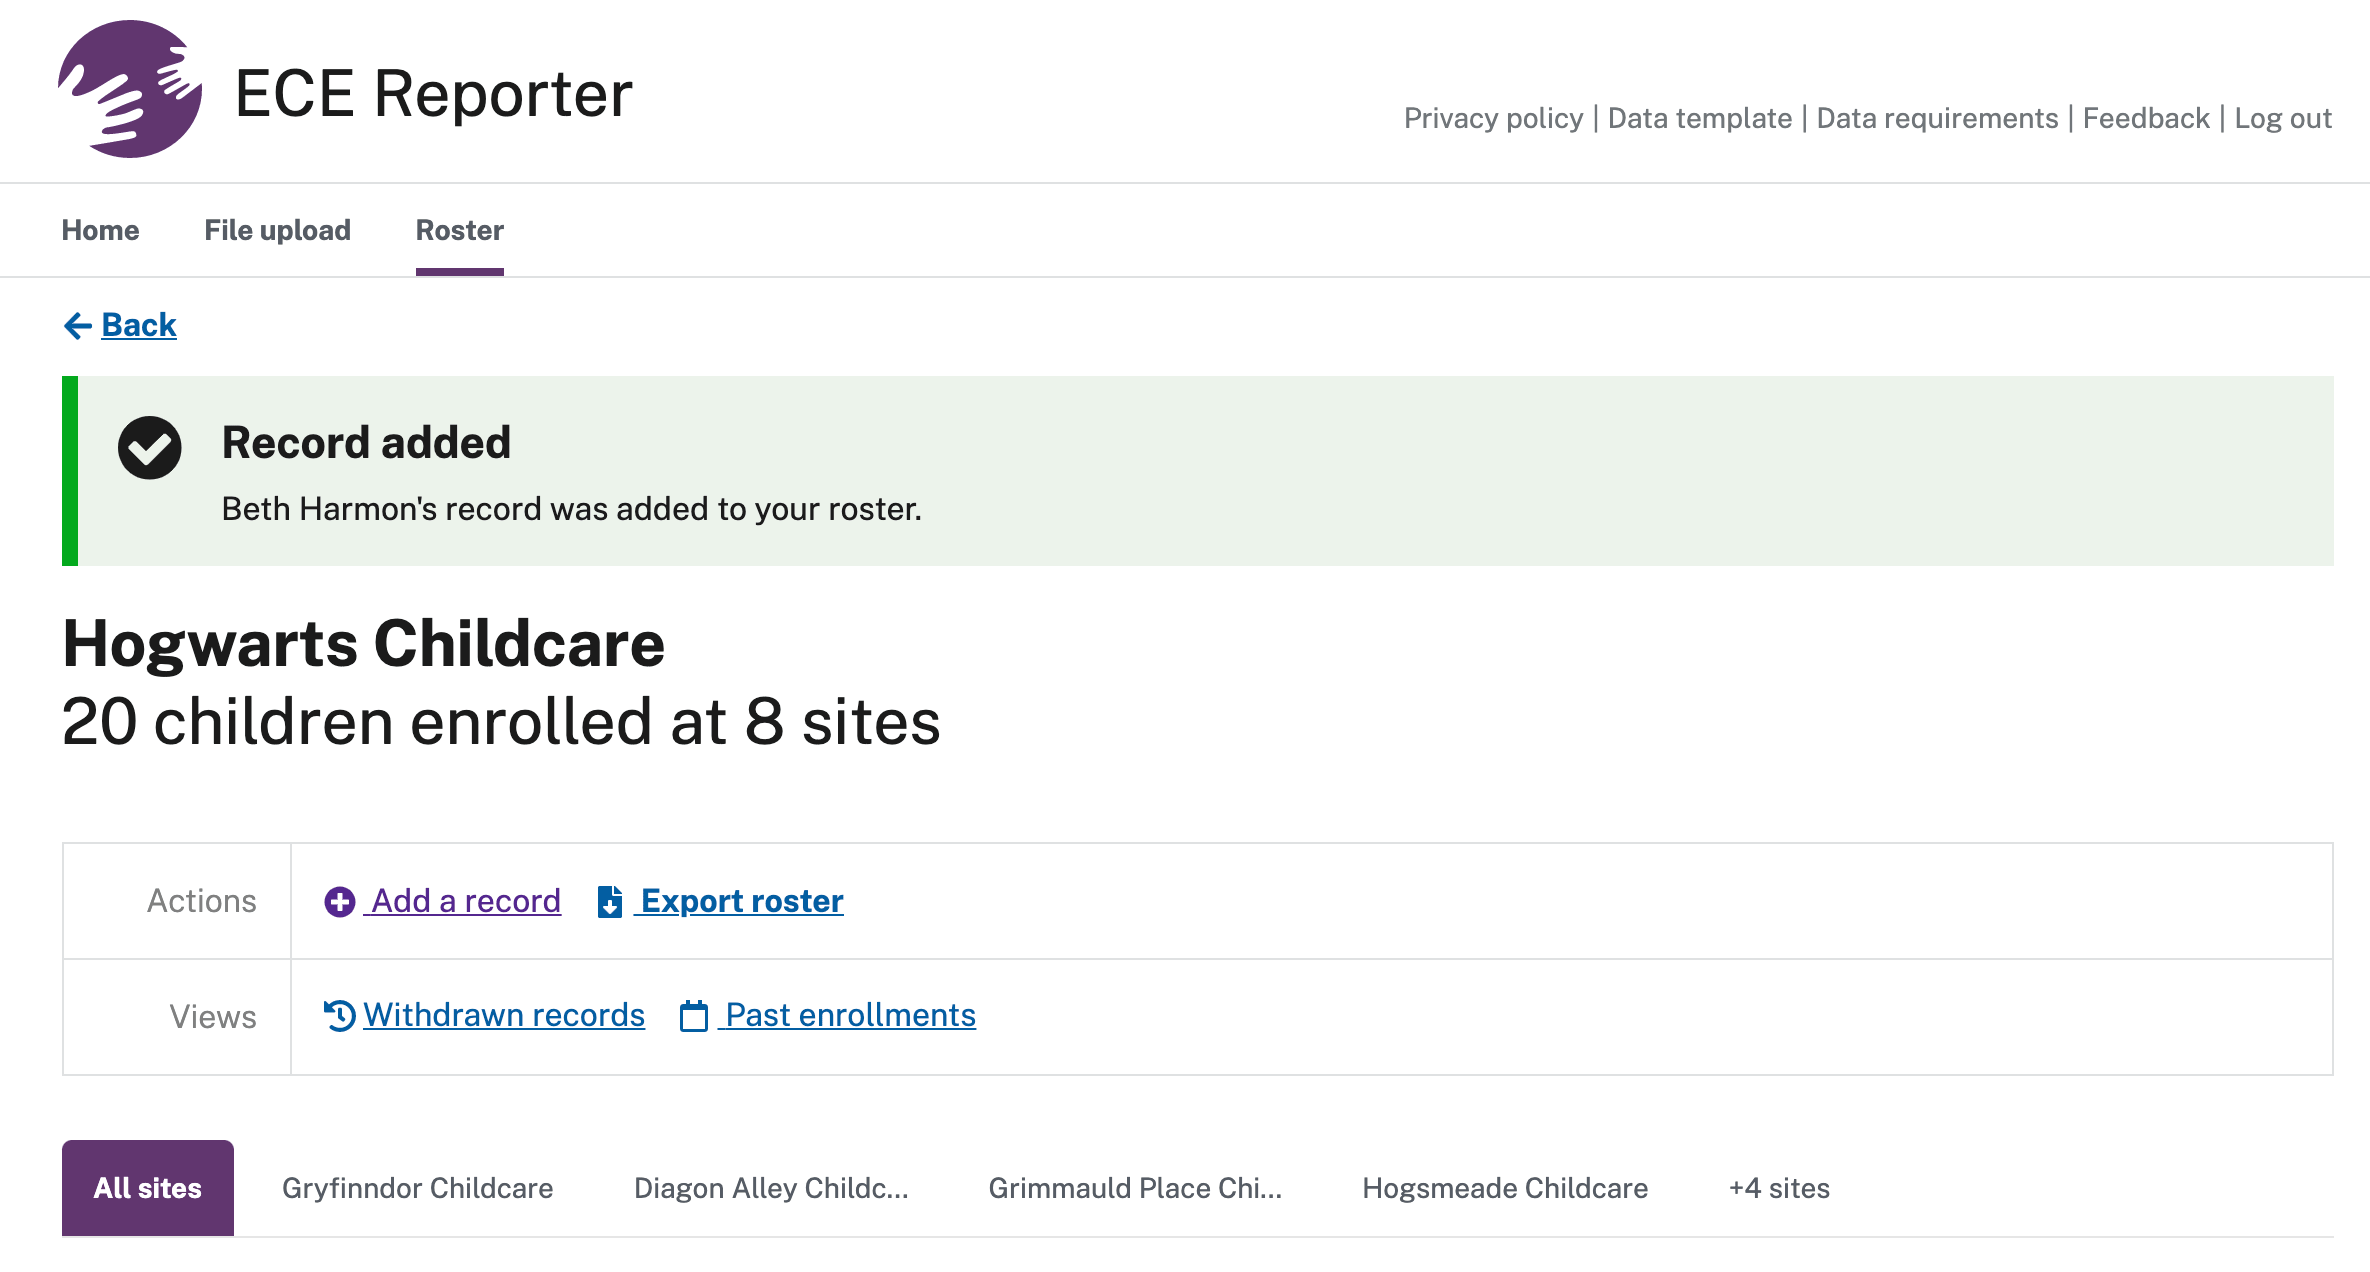 ECE Reporter
Privacy policy | Data template | Data requirements | Feedback | Log out
Home File upload Roster
Back
Record added
Beth Harmon's record was added to your roster.
Hogwarts Childcare
20 children enrolled at 8 sites
Actions Add a record Export roster
Views Withdrawn records Past enrollments
All sites Gryfinndor Childcare Diagon Alley Childc... Grimmauld Place Chi... Hogsmeade Childcare +4 sites